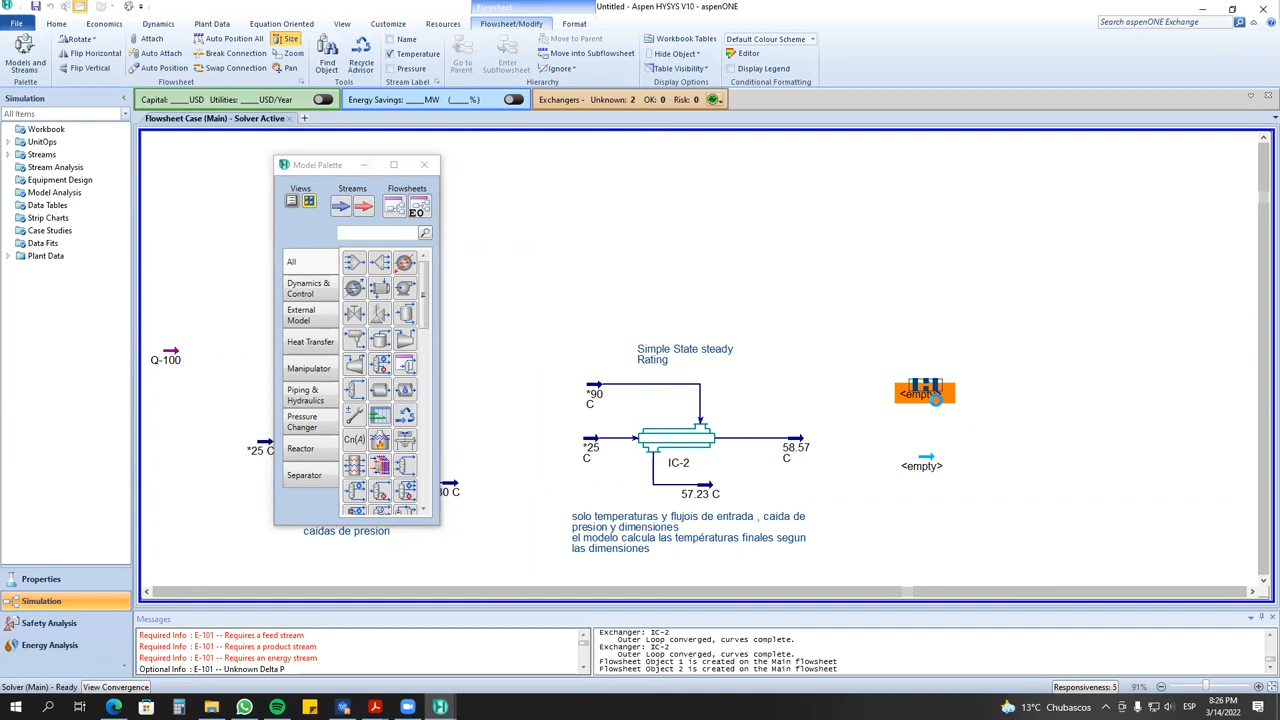 Flowsheet
Untitled - Aspen HYSYS V10 - aspenONE
File
Home
Economics
Dynamics
Plant Data
Equation Oriented
View
Customize
Resources
Flowsheet/Modify
Format
Search aspenONE Exchange
Models and
Streams
Palette
Rotate
Flip Horizontal
Flip Vertical
Attach
Auto Attach
Auto Position
Auto Position All
Break Connection
Swap Connection
Size
Zoom
Pan
Flowsheet
Find
Object
Recycle
Advisor
Tools
Name
Temperature
Pressure
Stream Label
Go to
Parent
Enter
Subflowsheet
Move to Parent
Move into Subflowsheet
Ignore
Hierarchy
Workbook Tables
Hide Object
Table Visibility
Display Options
Default Colour Scheme
Editor
Display Legend
Conditional Formatting
Simulation
All Items
Capital: ____USD Utilities: ____USD/Year
Energy Savings: ____MW (____%)
Exchangers - Unknown: 2 OK: 0 Risk: 0
Flowsheet Case (Main) - Solver Active
Workbook
UnitOps
Streams
Stream Analysis
Equipment Design
Model Analysis
Data Tables
Strip Charts
Case Studies
Data Fits
Plant Data
Properties
Simulation
Safety Analysis
Energy Analysis
Model Palette
Views
Streams
Flowsheets
EO
All
Dynamics &
Control
External
Model
Heat Transfer
Manipulator
Piping &
Hydraulics
Pressure
Changer
Reactor
Separator
Cn(A)
Q-100
*25 C
30 C
caidas de presion
Simple State steady
Rating
*90
C
*25
C
IC-2
58.57
C
57.23 C
solo temperaturas y flujois de entrada , caida de
presion y dimensiones
el modelo calcula las températuras finales segun
las dimensiones
<empty>
<empty>
Messages
Required Info : E-101 -- Requires a feed stream
Required Info : E-101 -- Requires a product stream
Required Info : E-101 -- Requires an energy stream
Optional Info : E-101 -- Unknown Delta P
Exchanger: IC-2
Outer Loop converged, curves complete.
Exchanger: IC-2
Outer Loop converged, curves complete.
Flowsheet Object 1 is created on the Main flowsheet
Flowsheet Object 2 is created on the Main flowsheet
Solver (Main) - Ready
View Convergence
Responsiveness: 5
91%
13°C Chubascos
ESP
8:26 PM
3/14/2022